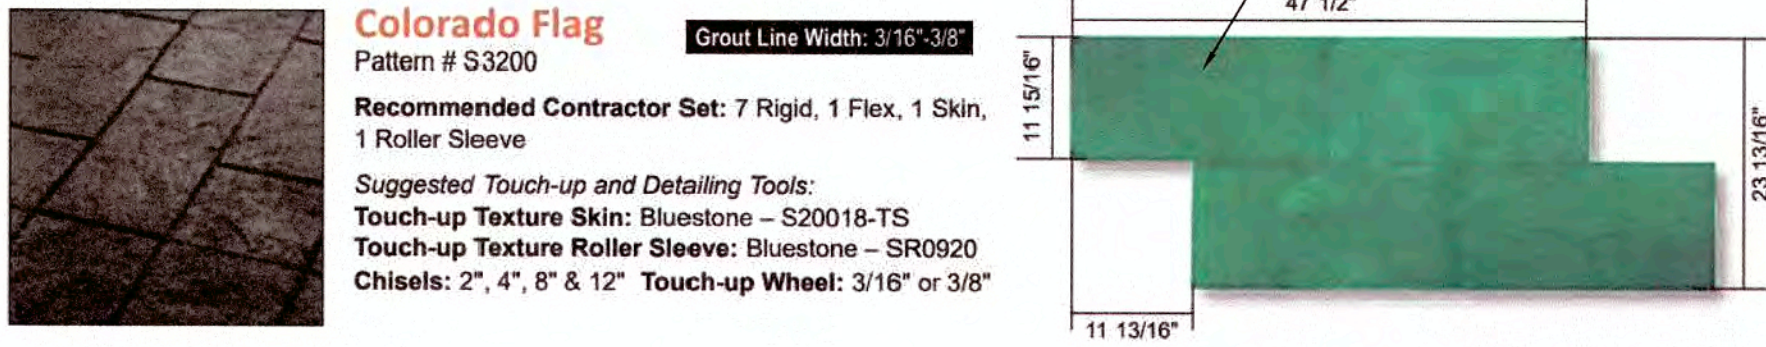 Colorado Flag
Grout Line Width: 3/16"-3/8"
Pattern # S3200
Recommended Contractor Set: 7 Rigid, 1 Flex, 1 Skin,
1 Roller Sleeve
Suggested Touch-up and Detailing Tools:
Touch-up Texture Skin: Bluestone – S20018-TS
Touch-up Texture Roller Sleeve: Bluestone – SR0920
Chisels: 2", 4", 8" & 12" Touch-up Wheel: 3/16" or 3/8"
47 1/2"
11 15/16"
23 13/16"
11 13/16"